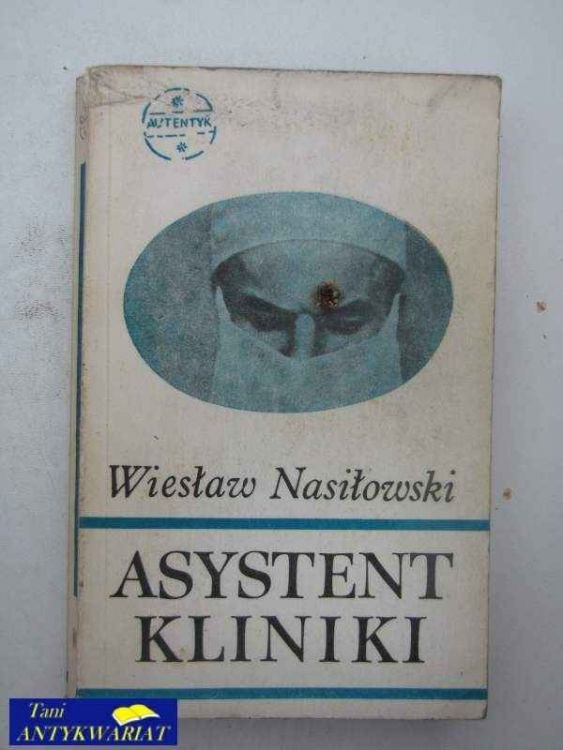 AUTENTYK
Wiesław Nasiłowski
ASYSTENT
KLINIKI
Tani
ANTYKWARIAT